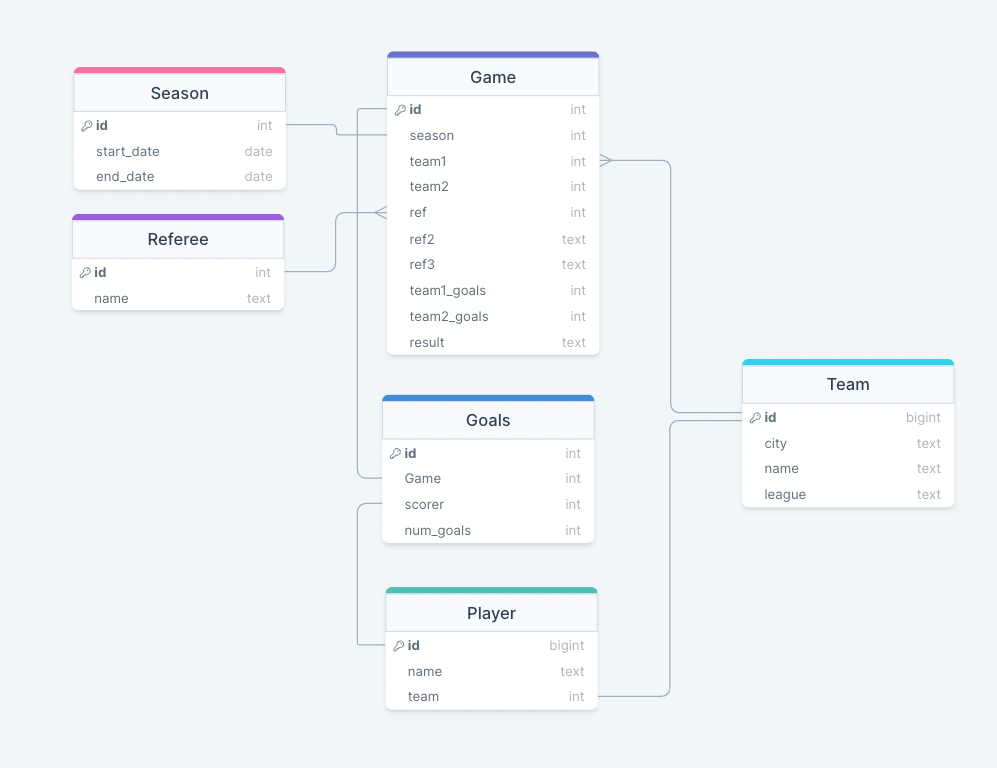 Season
id int
start_date date
end_date date
Referee
id int
name text
Game
id int
season int
team1 int
team2 int
ref int
ref2 text
ref3 text
team1_goals int
team2_goals int
result text
Goals
id int
Game int
scorer int
num_goals int
Player
id bigint
name text
team int
Team
id bigint
city text
name text
league text